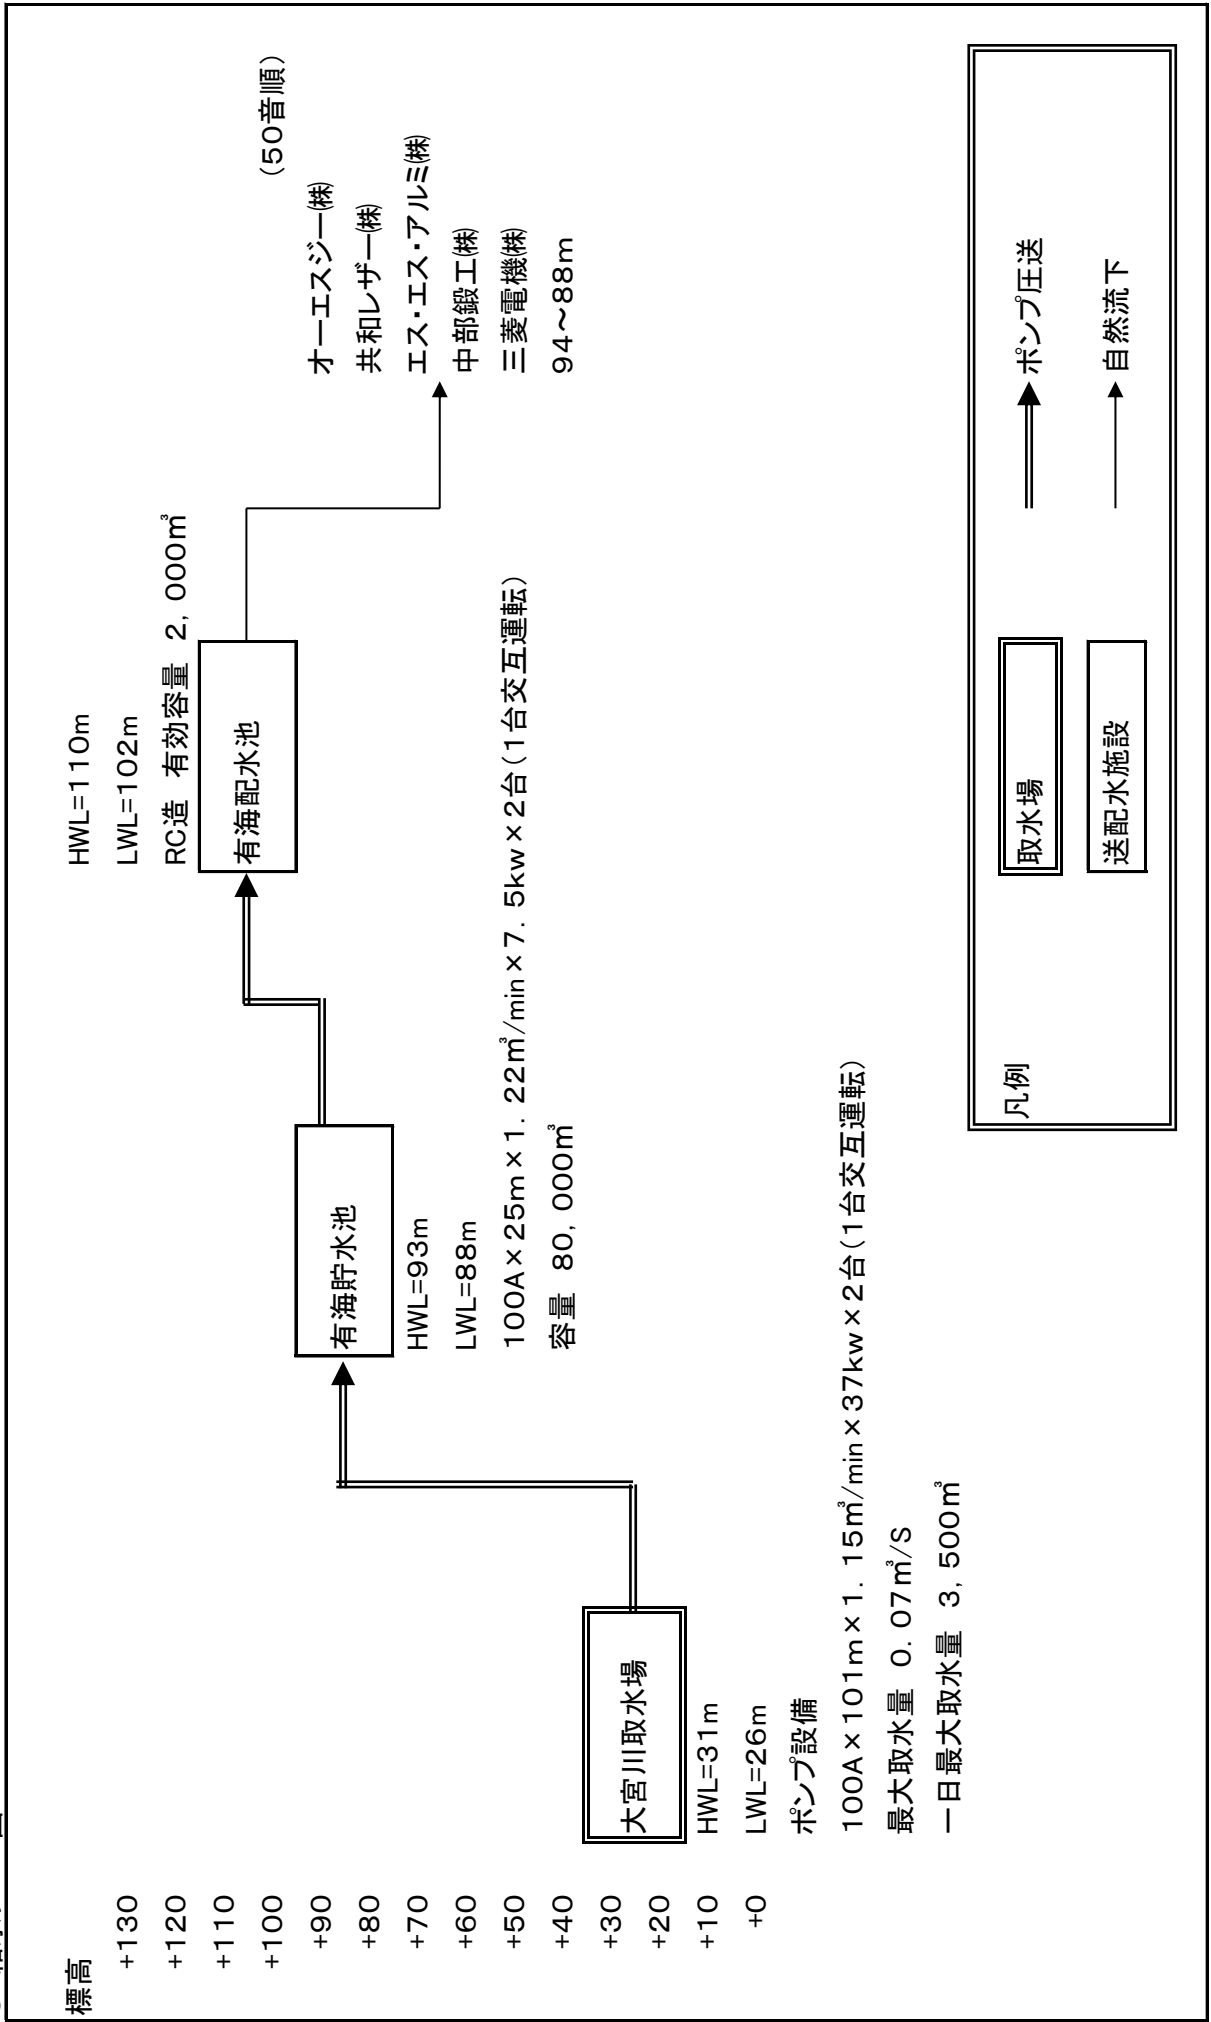 標高
+130
+120
+110
+100
+90
+80
+70
+60
+50
+40
+30
+20
+10
+0
大宮川取水場
HWL=31m
LWL=26m
ポンプ設備
100A×101m×1．15㎥/min×37kw×2台（1台交互運転）
最大取水量　0．07㎥/S
一日最大取水量　3，500㎥
有海貯水池
HWL=93m
LWL=88m
100A×25m×1．22㎥/min×7．5kw×2台（1台交互運転）
容量　80，000㎥
HWL=110m
LWL=102m
RC造　有効容量　2，000㎥
有海配水池
（50音順）
オーエスジー㈱
共和レザー㈱
エス・エス・アルミ㈱
中部鍛工㈱
三菱電機㈱
94～88m
凡例
取水場
ポンプ圧送
送配水施設
自然流下